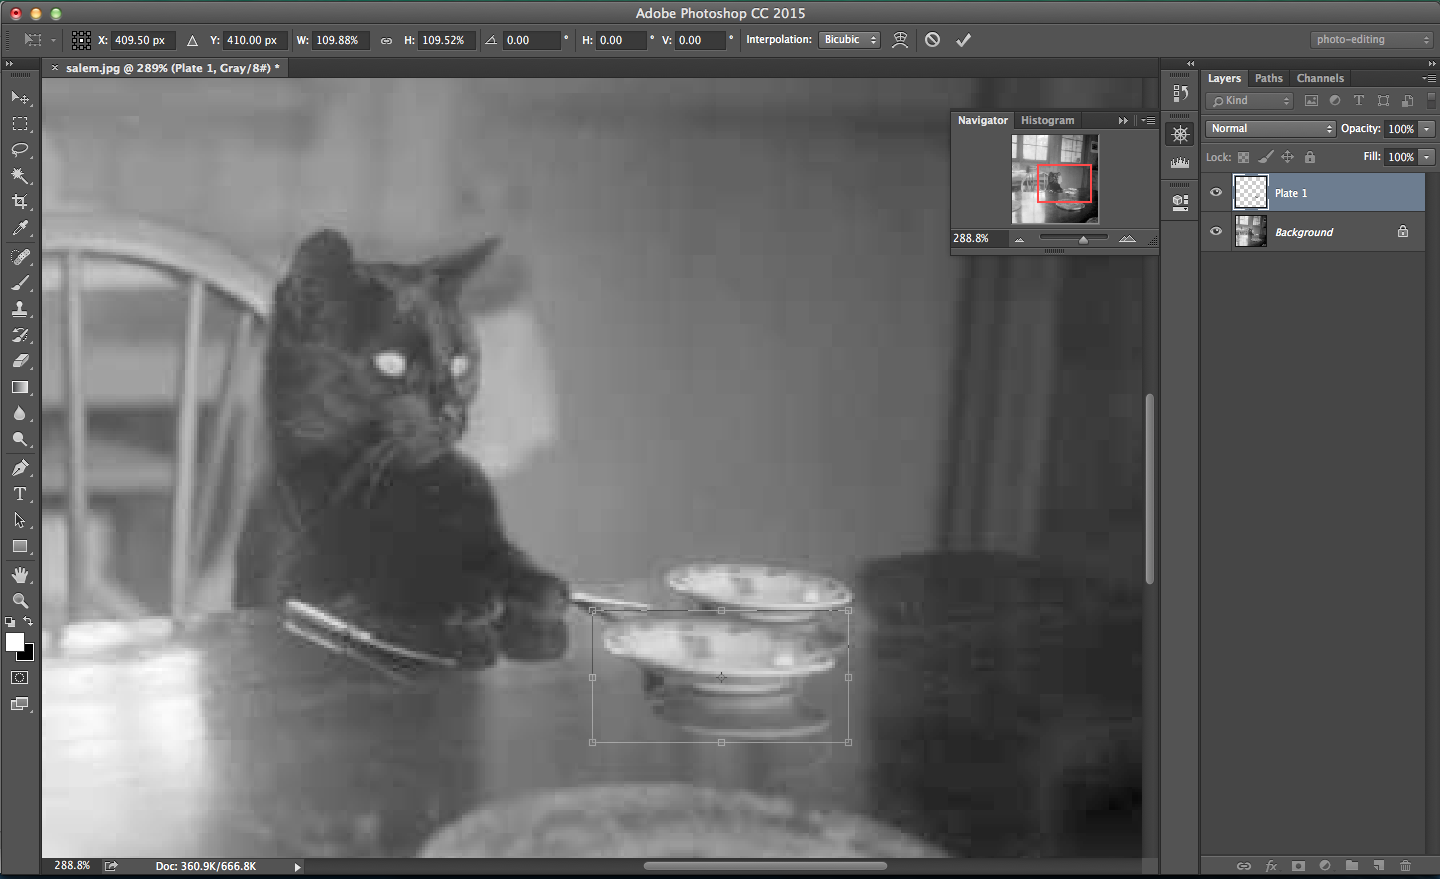 Adobe Photoshop CC 2015
X: 409.50 px Y: 410.00 px W: 109.88% H: 109.52% 0.00 ° H: 0.00 ° V: 0.00 ° Interpolation: Bicubic photo-editing
× salem.jpg @ 289% (Plate 1, Gray/8#) *
Layers Paths Channels
Kind
Normal Opacity: 100%
Lock: Fill: 100%
Plate 1
Background
Navigator Histogram
288.8%
288.8% Doc: 360.9K/666.8K